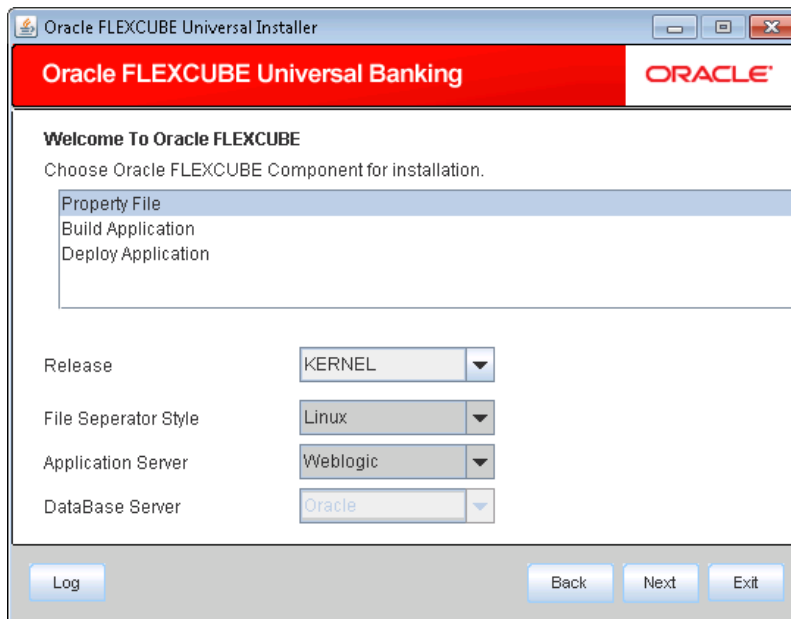 Oracle FLEXCUBE Universal Installer
Oracle FLEXCUBE Universal Banking
ORACLE
Welcome To Oracle FLEXCUBE
Choose Oracle FLEXCUBE Component for installation.
Property File
Build Application
Deploy Application
Release KERNEL
File Seperator Style Linux
Application Server Weblogic
DataBase Server Oracle
Log Back Next Exit